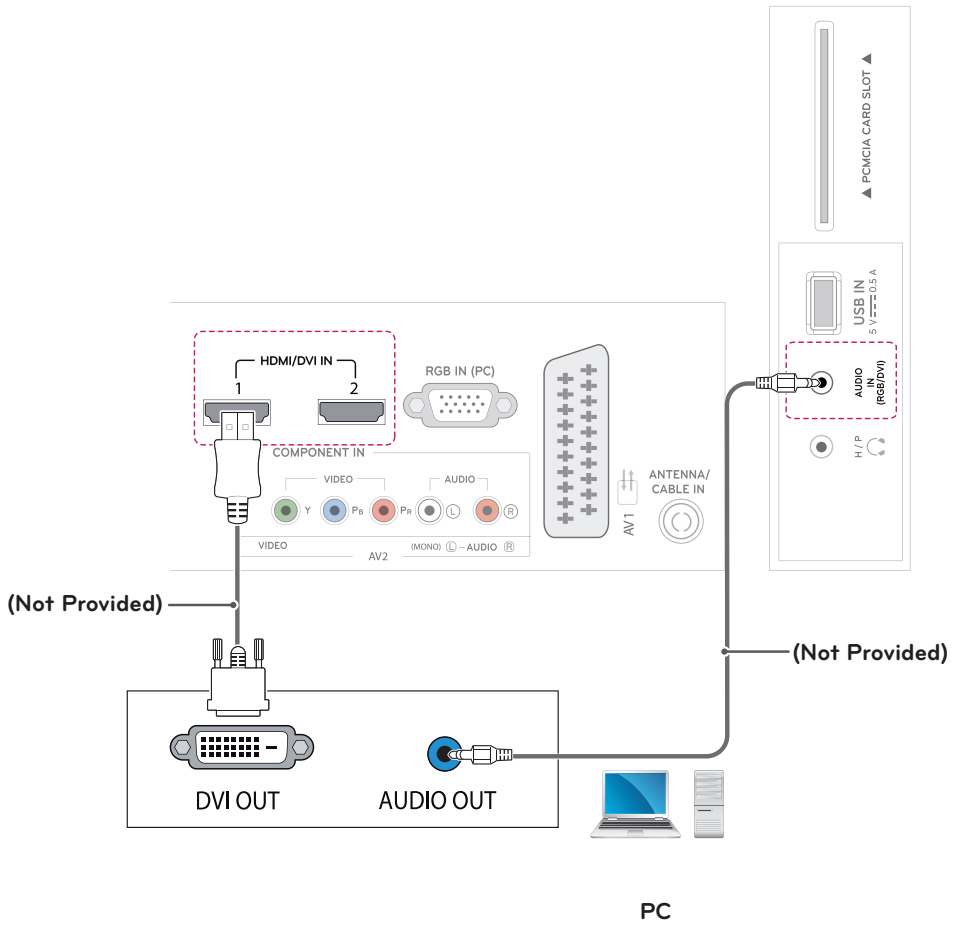 ▲ PCMCIA CARD SLOT ▲
USB IN
5 V 0.5 A
AUDIO
IN
(RGB/DVI)
H / P
HDMI/DVI IN
1 2
RGB IN (PC)
COMPONENT IN
VIDEO AUDIO
Y PB PR L R
VIDEO (MONO) L – AUDIO R
AV2
AV1
ANTENNA/
CABLE IN
(Not Provided)
(Not Provided)
DVI OUT
AUDIO OUT
PC